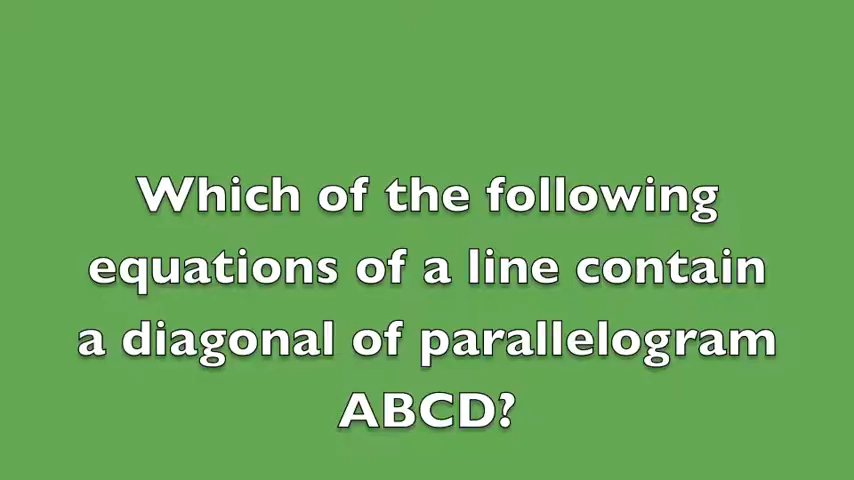 Which of the following
equations of a line contain
a diagonal of parallelogram
ABCD?